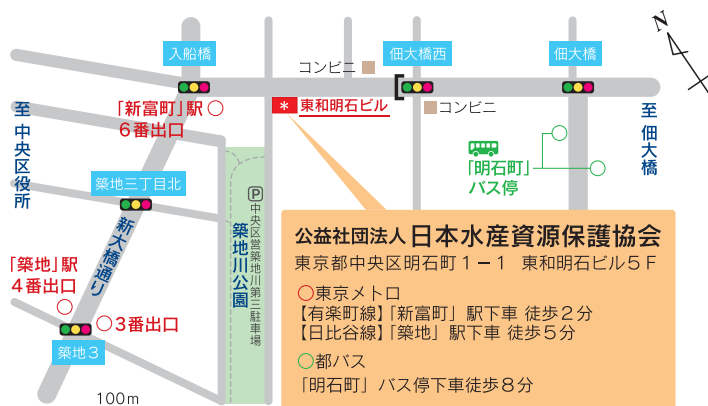 N
入船橋
コンビニ
佃大橋西
佃大橋
「新富町」駅
6番出口
*
東和明石ビル
コンビニ
至 中央区役所
至 佃大橋
「明石町」
バス停
築地三丁目北
新大橋通り
P
中央区営築地川第三駐車場
築地川公園
「築地」駅
4番出口
3番出口
築地3
100m
公益社団法人日本水産資源保護協会
東京都中央区明石町1-1 東和明石ビル5F
○東京メトロ
【有楽町線】「新富町」駅下車 徒歩2分
【日比谷線】「築地」駅下車 徒歩5分
○都バス
「明石町」バス停下車徒歩8分